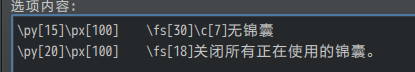 选项内容:
\py[15]\px[100]    \fs[30]\c[7]无锦囊
\py[20]\px[100]    \fs[18]关闭所有正在使用的锦囊。